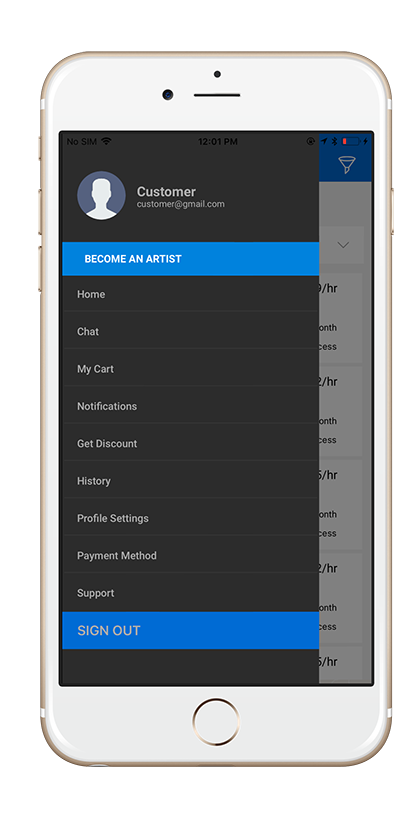 No SIM 12:01 PM
Customer
customer@gmail.com
BECOME AN ARTIST
Home
/hr
Chat
onth
cess
My Cart
2/hr
Notifications
onth
Get Discount
cess
History
5/hr
Profile Settings
onth
cess
Payment Method
2/hr
Support
onth
SIGN OUT
cess
5/hr